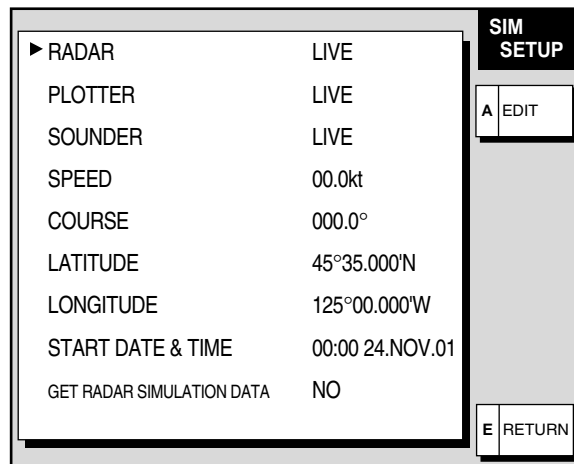 SIM
SETUP
RADAR LIVE
PLOTTER LIVE
SOUNDER LIVE
SPEED 00.0kt
COURSE 000.0°
LATITUDE 45°35.000'N
LONGITUDE 125°00.000'W
START DATE & TIME 00:00 24.NOV.01
GET RADAR SIMULATION DATA NO
A EDIT
E RETURN